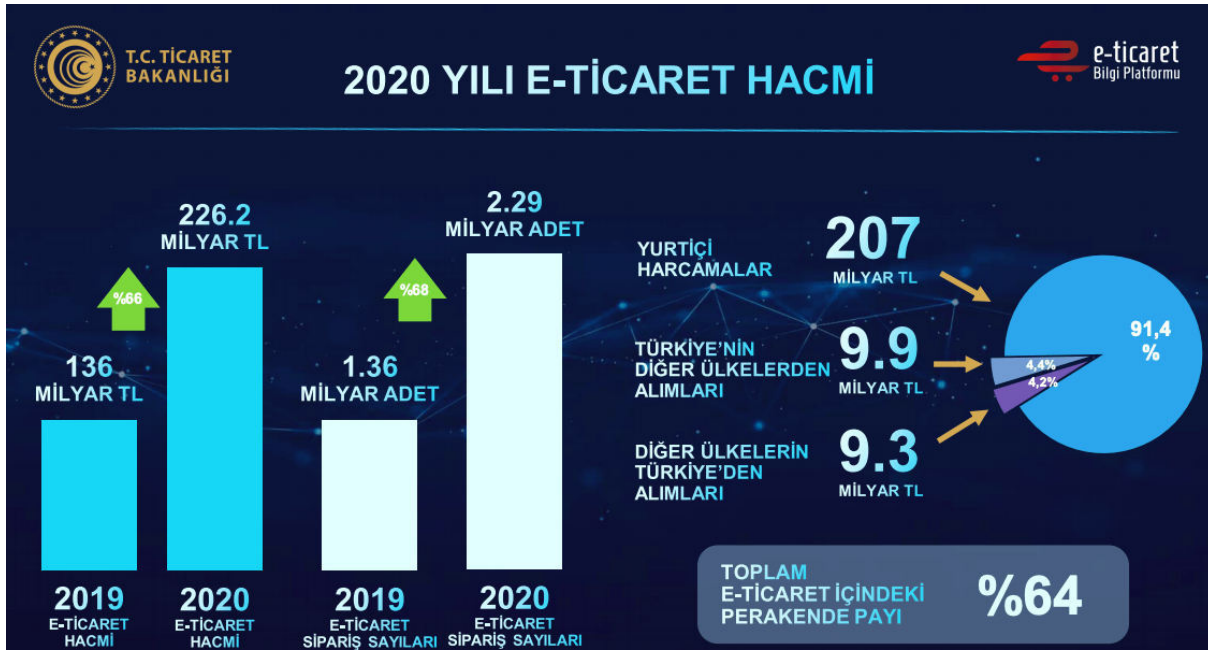 T.C. TİCARET
BAKANLIĞI
2020 YILI E-TİCARET HACMİ
e-ticaret
Bilgi Platformu
226.2
MİLYAR TL
%66
136
MİLYAR TL
2019
E-TİCARET
HACMİ
2020
E-TİCARET
HACMİ
2.29
MİLYAR ADET
%68
1.36
MİLYAR ADET
2019
E-TİCARET
SİPARİŞ SAYILARI
2020
E-TİCARET
SİPARİŞ SAYILARI
YURTİÇİ
HARCAMALAR
207
MİLYAR TL
TÜRKİYE'NİN
DİĞER ÜLKELERDEN
ALIMLARI
9.9
MİLYAR TL
DİĞER ÜLKELERİN
TÜRKİYE'DEN
ALIMLARI
9.3
MİLYAR TL
91,4
%
4,4%
4,2%
TOPLAM
E-TİCARET İÇİNDEKİ
PERAKENDE PAYI
%64